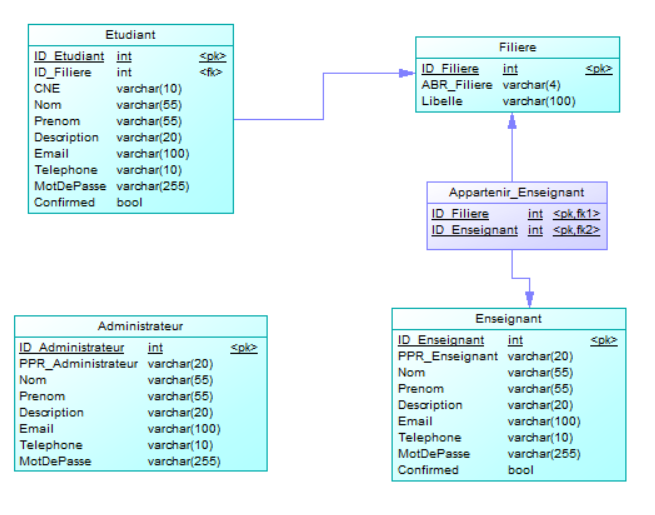 Etudiant
ID_Etudiant int <pk>
ID_Filiere int <fk>
CNE varchar(10)
Nom varchar(55)
Prenom varchar(55)
Description varchar(20)
Email varchar(100)
Telephone varchar(10)
MotDePasse varchar(255)
Confirmed bool
Filiere
ID_Filiere int <pk>
ABR_Filiere varchar(4)
Libelle varchar(100)
Appartenir_Enseignant
ID_Filiere int <pk,fk1>
ID_Enseignant int <pk,fk2>
Administrateur
ID_Administrateur int <pk>
PPR_Administrateur varchar(20)
Nom varchar(55)
Prenom varchar(55)
Description varchar(20)
Email varchar(100)
Telephone varchar(10)
MotDePasse varchar(255)
Enseignant
ID_Enseignant int <pk>
PPR_Enseignant varchar(20)
Nom varchar(55)
Prenom varchar(55)
Description varchar(20)
Email varchar(100)
Telephone varchar(10)
MotDePasse varchar(255)
Confirmed bool